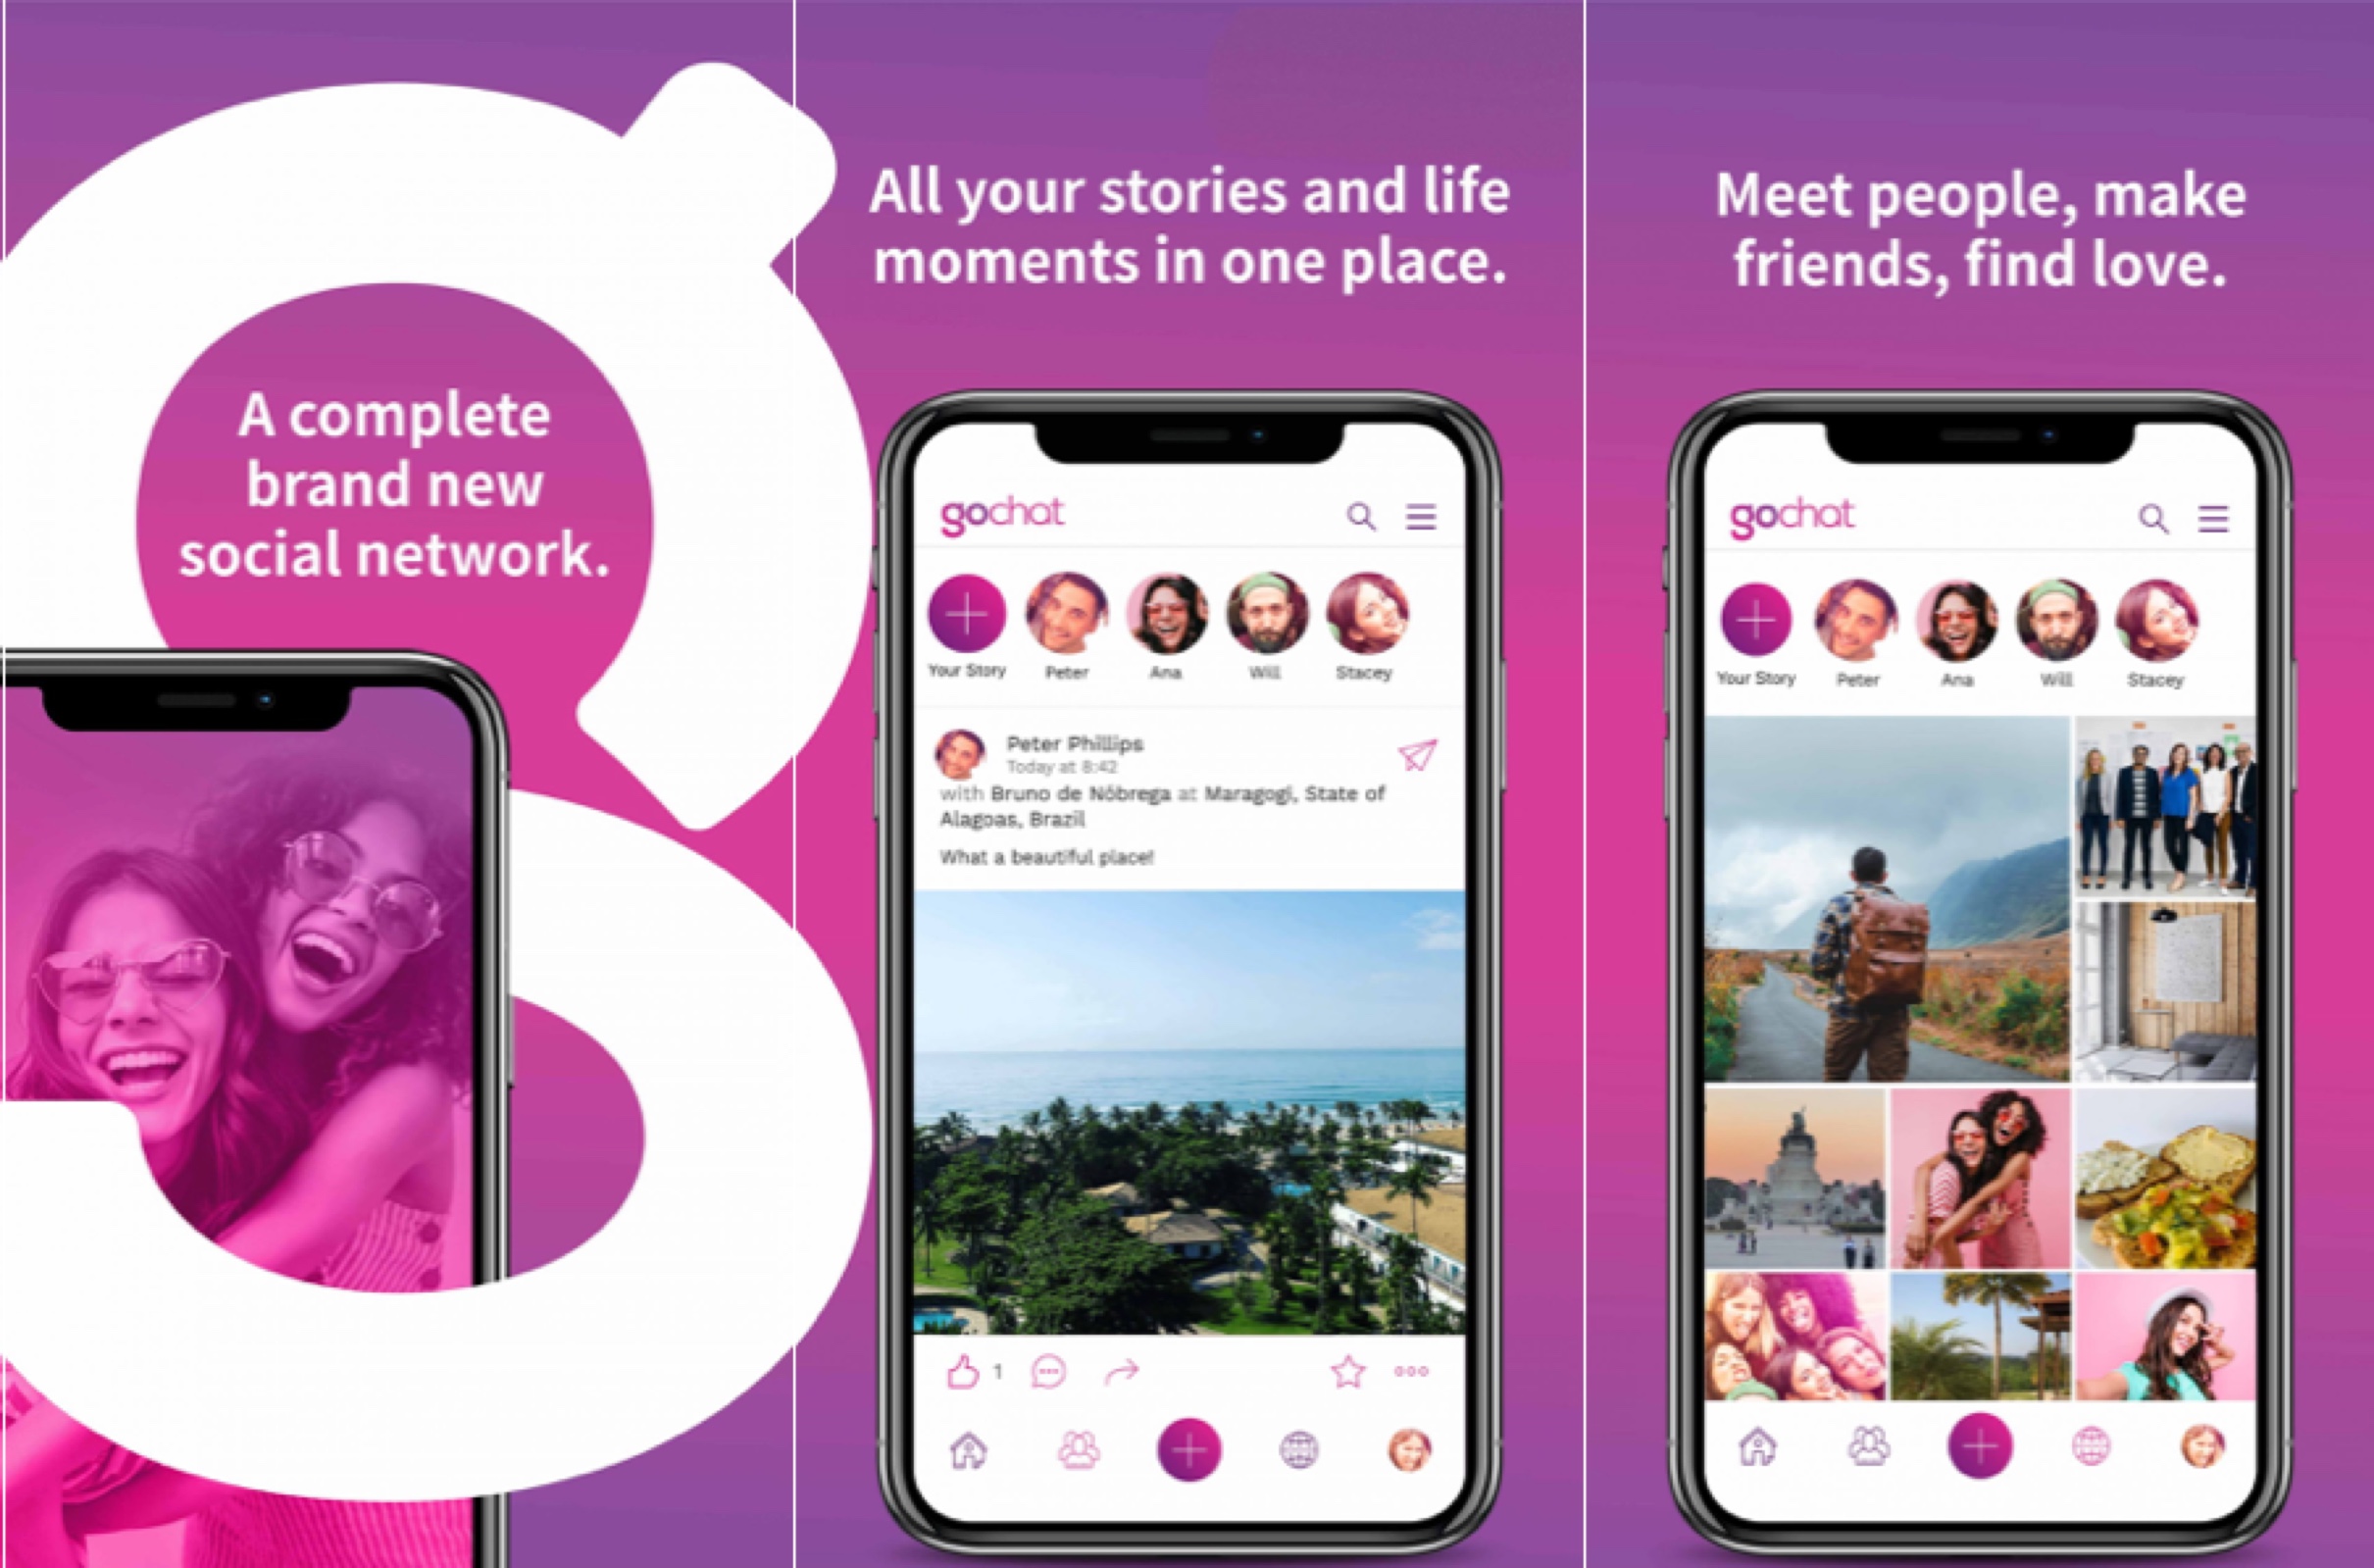 A complete
brand new
social network.
All your stories and life
moments in one place.
gochat
Your Story
Peter
Ana
Will
Stacey
Peter Phillips
Today at 8:42
with Bruno de Nóbrega at Maragogi, State of
Alagoas, Brazil
What a beautiful place!
1
Meet people, make
friends, find love.
gochat
Your Story
Peter
Ana
Will
Stacey